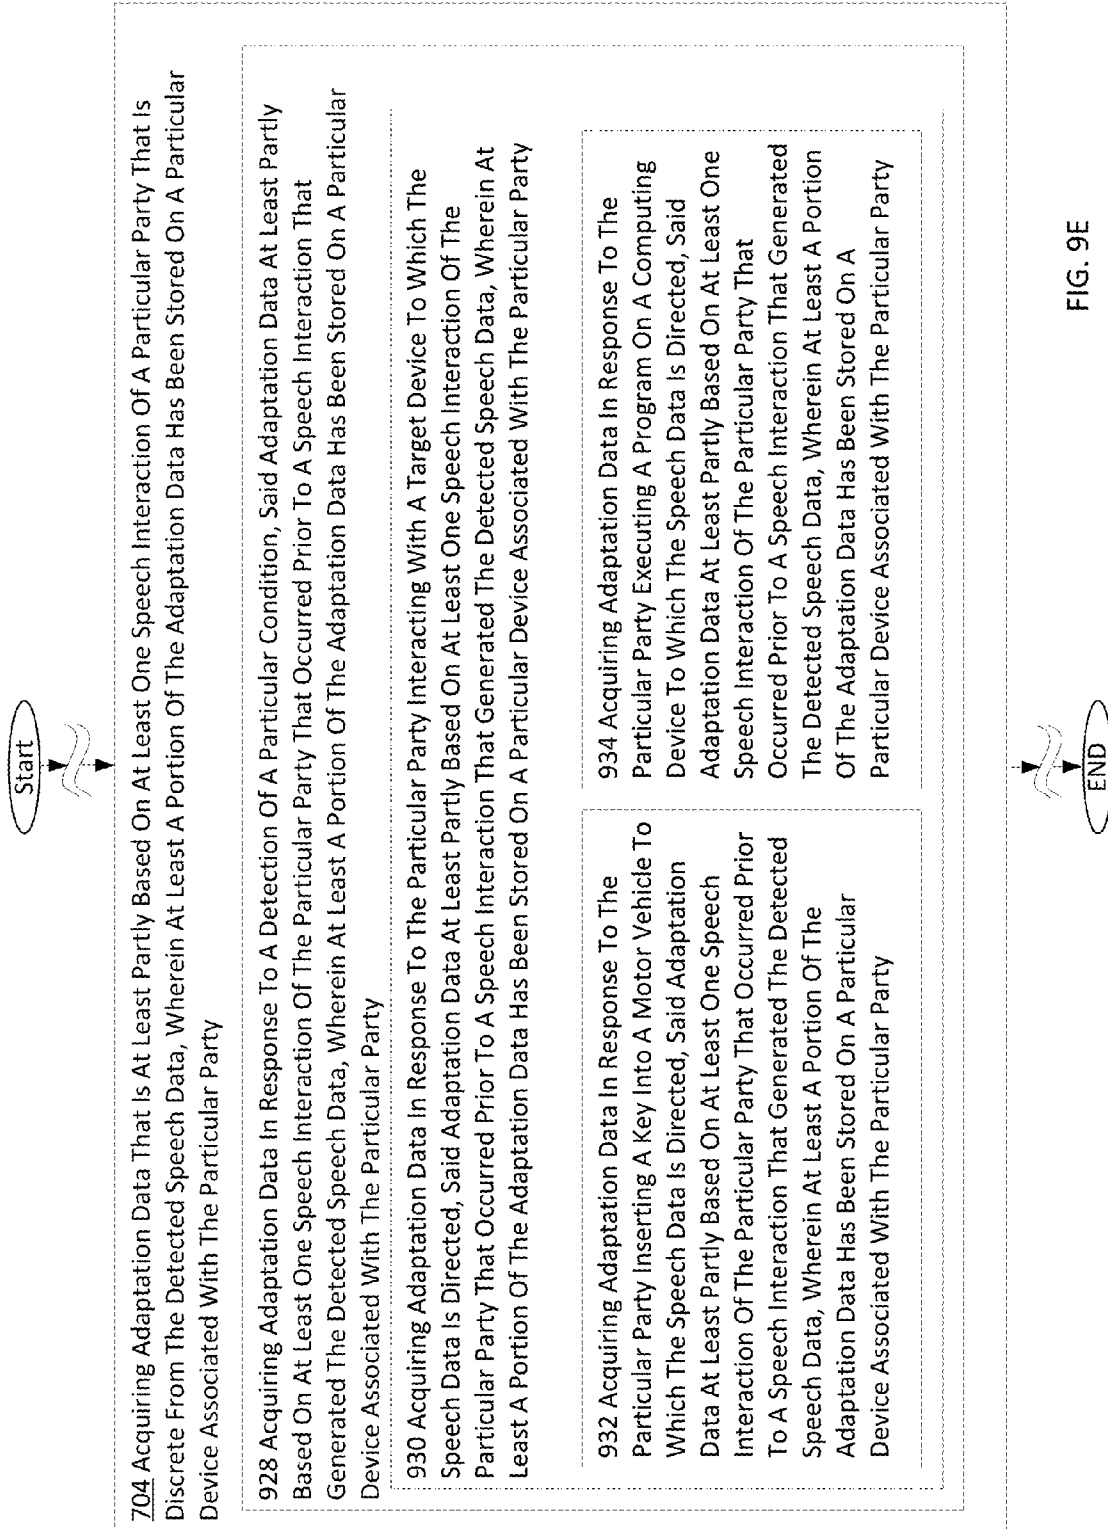 Start
704 Acquiring Adaptation Data That Is At Least Partly Based On At Least One Speech Interaction Of A Particular Party That Is
Discrete From The Detected Speech Data, Wherein At Least A Portion Of The Adaptation Data Has Been Stored On A Particular
Device Associated With The Particular Party
928 Acquiring Adaptation Data In Response To A Detection Of A Particular Condition, Said Adaptation Data At Least Partly
Based On At Least One Speech Interaction Of The Particular Party That Occurred Prior To A Speech Interaction That
Generated The Detected Speech Data, Wherein At Least A Portion Of The Adaptation Data Has Been Stored On A Particular
Device Associated With The Particular Party
930 Acquiring Adaptation Data In Response To The Particular Party Interacting With A Target Device To Which The
Speech Data Is Directed, Said Adaptation Data At Least Partly Based On At Least One Speech Interaction Of The
Particular Party That Occurred Prior To A Speech Interaction That Generated The Detected Speech Data, Wherein At
Least A Portion Of The Adaptation Data Has Been Stored On A Particular Device Associated With The Particular Party
932 Acquiring Adaptation Data In Response To The
Particular Party Inserting A Key Into A Motor Vehicle To
Which The Speech Data Is Directed, Said Adaptation
Data At Least Partly Based On At Least One Speech
Interaction Of The Particular Party That Occurred Prior
To A Speech Interaction That Generated The Detected
Speech Data, Wherein At Least A Portion Of The
Adaptation Data Has Been Stored On A Particular
Device Associated With The Particular Party
934 Acquiring Adaptation Data In Response To The
Particular Party Executing A Program On A Computing
Device To Which The Speech Data Is Directed, Said
Adaptation Data At Least Partly Based On At Least One
Speech Interaction Of The Particular Party That
Occurred Prior To A Speech Interaction That Generated
The Detected Speech Data, Wherein At Least A Portion
Of The Adaptation Data Has Been Stored On A
Particular Device Associated With The Particular Party
END
FIG. 9E